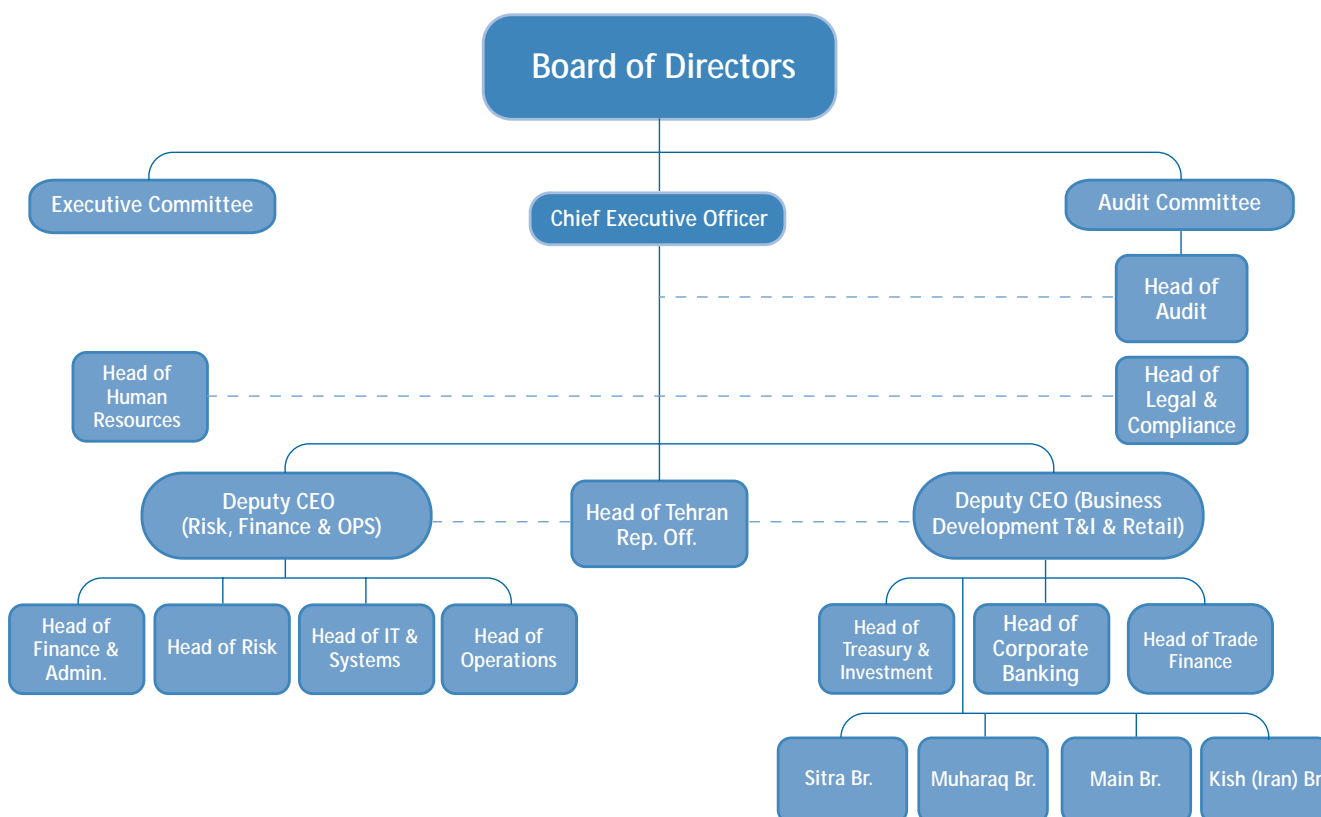 Board of Directors
Executive Committee
Chief Executive Officer
Audit Committee
Head of
Audit
Head of
Human
Resources
Head of
Legal &
Compliance
Deputy CEO
(Risk, Finance & OPS)
Head of Tehran
Rep. Off.
Deputy CEO (Business
Development T&I & Retail)
Head of
Finance &
Admin.
Head of Risk
Head of IT &
Systems
Head of
Operations
Head of
Treasury &
Investment
Head of
Corporate
Banking
Head of Trade
Finance
Sitra Br.
Muharaq Br.
Main Br.
Kish (Iran) Br